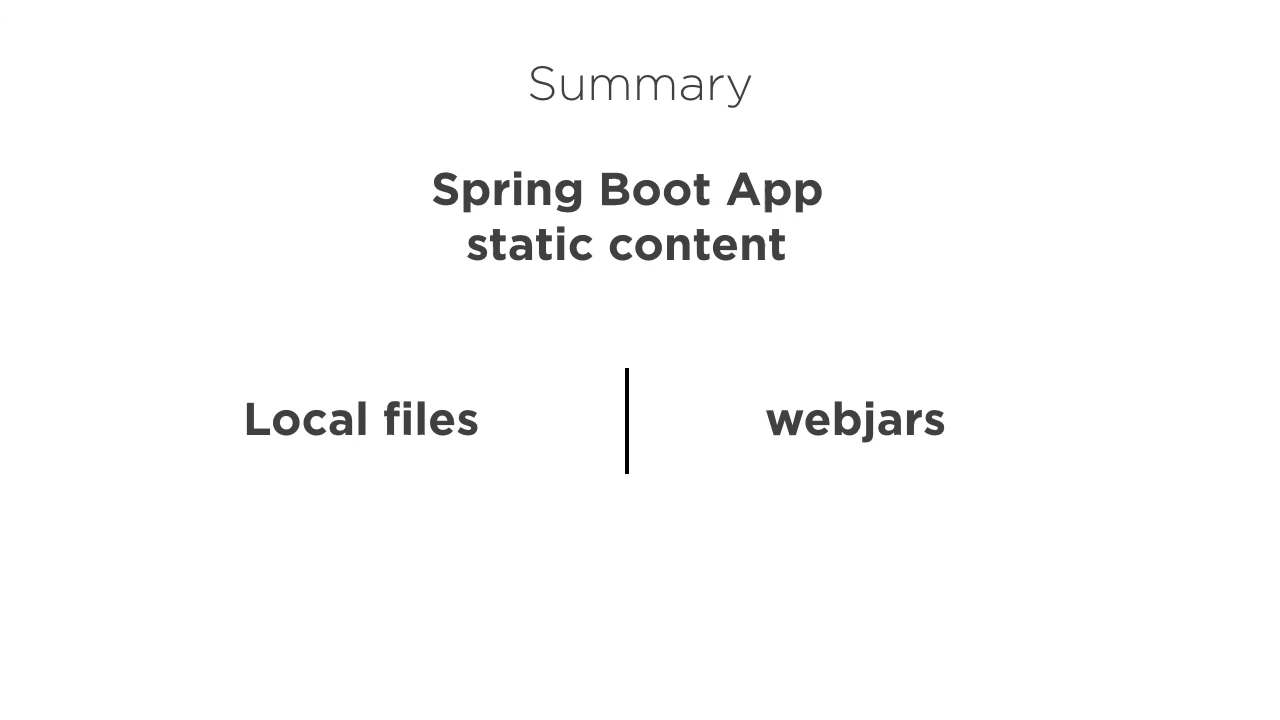 Summary
Spring Boot App
static content
Local files
webjars